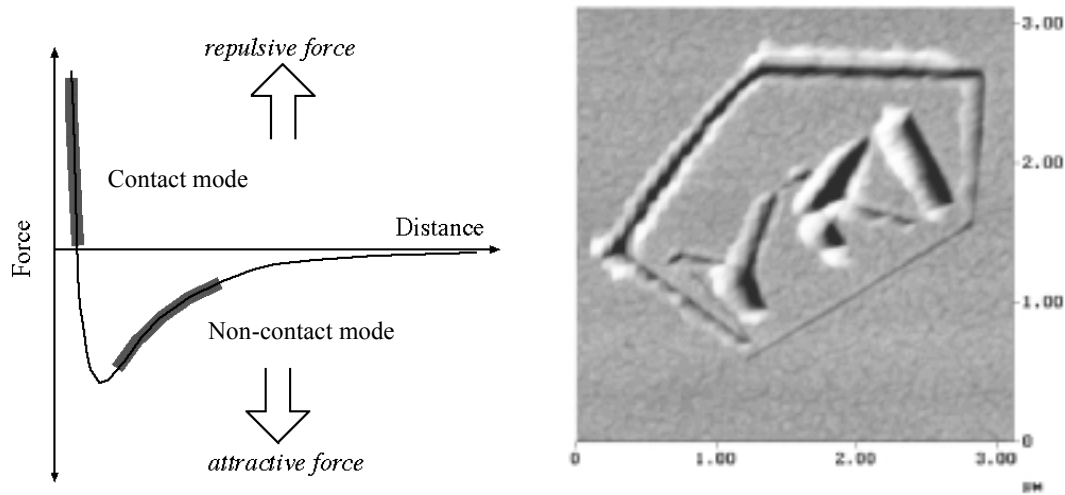 repulsive force
Contact mode
Distance
Force
Non-contact mode
attractive force
3.00
2.00
1.00
0
0
1.00
2.00
3.00
µM